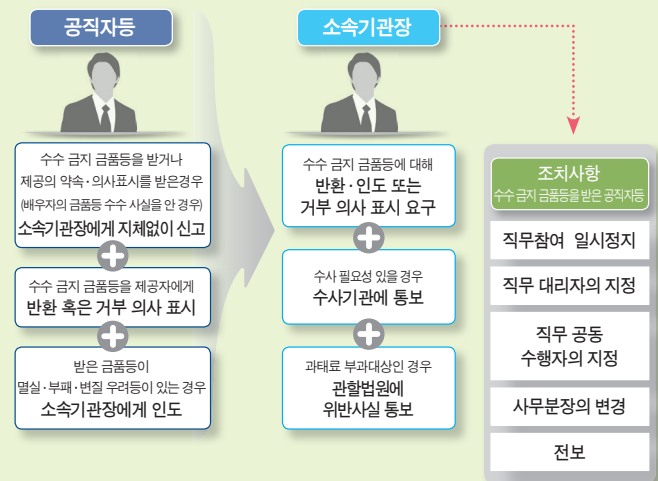 공직자등
수수 금지 금품등을 받거나
제공의 약속·의사표시를 받은경우
(배우자의 금품등 수수 사실을 안 경우)
소속기관장에게 지체없이 신고
수수 금지 금품등을 제공자에게
반환 혹은 거부 의사 표시
받은 금품등이
멸실·부패·변질 우려등이 있는 경우
소속기관장에게 인도
소속기관장
수수 금지 금품등에 대해
반환·인도 또는
거부 의사 표시 요구
수사 필요성 있을 경우
수사기관에 통보
과태료 부과대상인 경우
관할법원에
위반사실 통보
조치사항
수수 금지 금품등을 받은 공직자등
직무참여 일시정지
직무 대리자의 지정
직무 공동
수행자의 지정
사무분장의 변경
전보